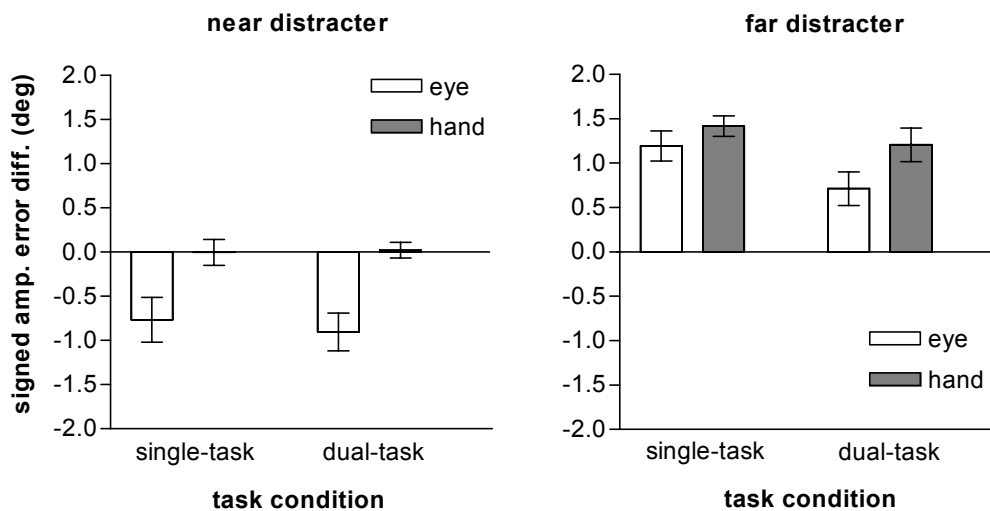 near distracter
signed amp. error diff. (deg)
2.0
1.5
1.0
0.5
0.0
-0.5
-1.0
-1.5
-2.0
eye
hand
single-task dual-task
task condition
far distracter
2.0
1.5
1.0
0.5
0.0
-0.5
-1.0
-1.5
-2.0
eye
hand
single-task dual-task
task condition